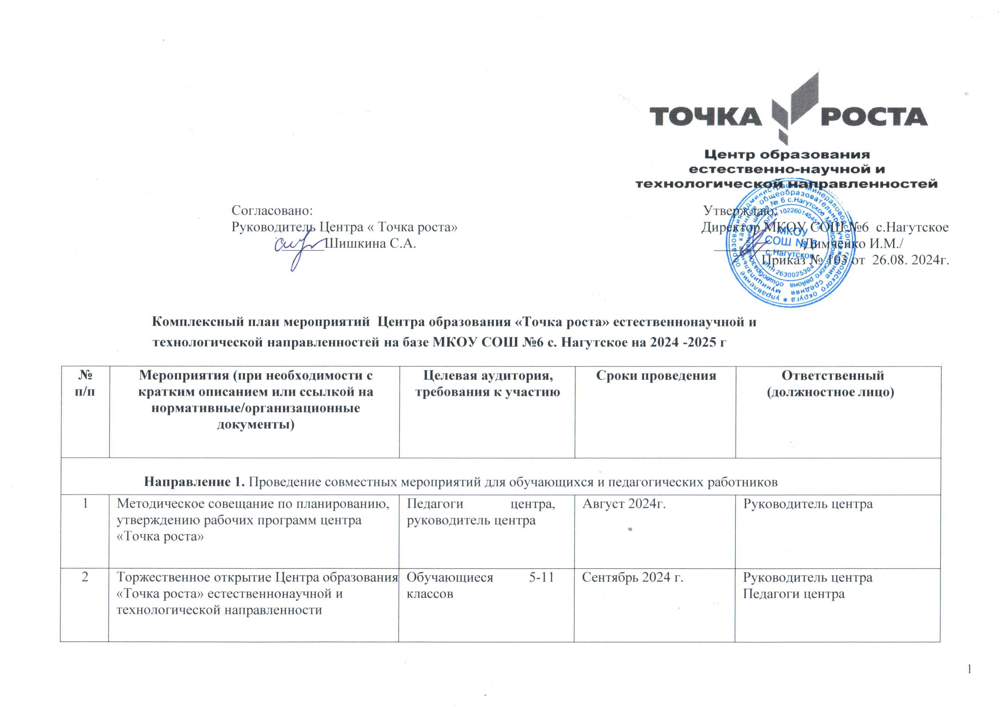 ТОЧКА РОСТА
Центр образования
естественно-научной и
технологической направленностей
Согласовано:
Руководитель Центра « Точка роста»
Шишкина С.А.
Утверждаю:
Директор МКОУ СОШ №6 с.Нагутское
/Димченко И.М./
Приказ № 103 от 26.08. 2024г.
МКОУ
СОШ № 6
с.Нагутское
ИНН 2630025304
Комплексный план мероприятий Центра образования «Точка роста» естественнонаучной и
технологической направленностей на базе МКОУ СОШ №6 с. Нагутское на 2024 -2025 г
№
п/п
Мероприятия (при необходимости с
кратким описанием или ссылкой на
нормативные/организационные
документы)
Целевая аудитория,
требования к участию
Сроки проведения
Ответственный
(должностное лицо)
Направление 1. Проведение совместных мероприятий для обучающихся и педагогических работников
1
Методическое совещание по планированию,
утверждению рабочих программ центра
«Точка роста»
Педагоги центра,
руководитель центра
Август 2024г.
Руководитель центра
2
Торжественное открытие Центра образования
«Точка роста» естественнонаучной и
технологической направленности
Обучающиеся 5-11
классов
Сентябрь 2024 г.
Руководитель центра
Педагоги центра
1